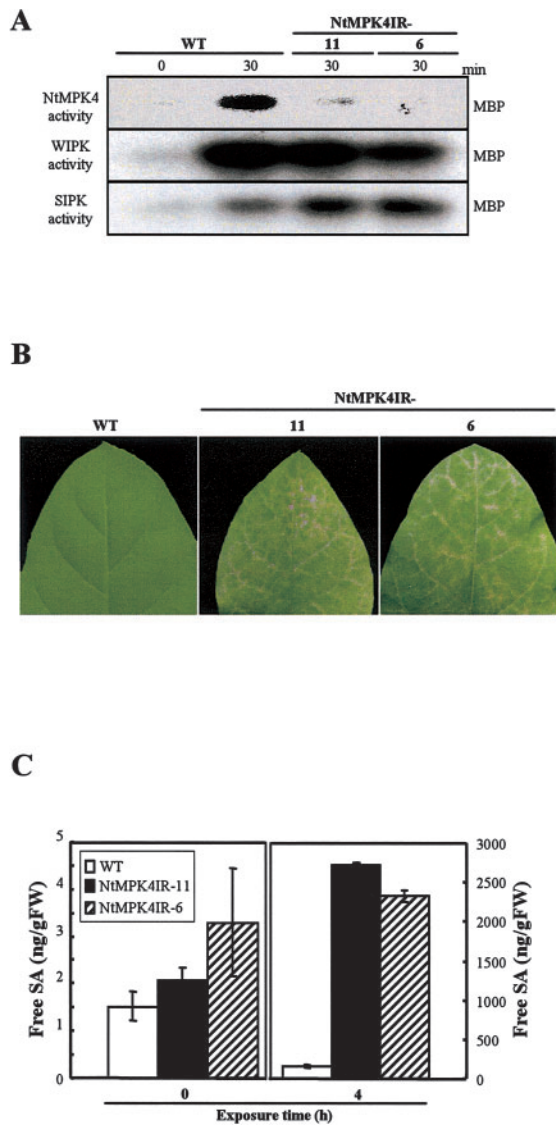 A
NtMPK4IR-
WT 11 6
0 30 30 30 min
NtMPK4 activity MBP
WIPK activity MBP
SIPK activity MBP
B
NtMPK4IR-
WT 11 6
C
5 3000
4 2500
3 2000
2 1500
1 1000
0 500
0
Free SA (ng/gFW)
WT
NtMPK4IR-11
NtMPK4IR-6
Free SA (ng/gFW)
0 4
Exposure time (h)